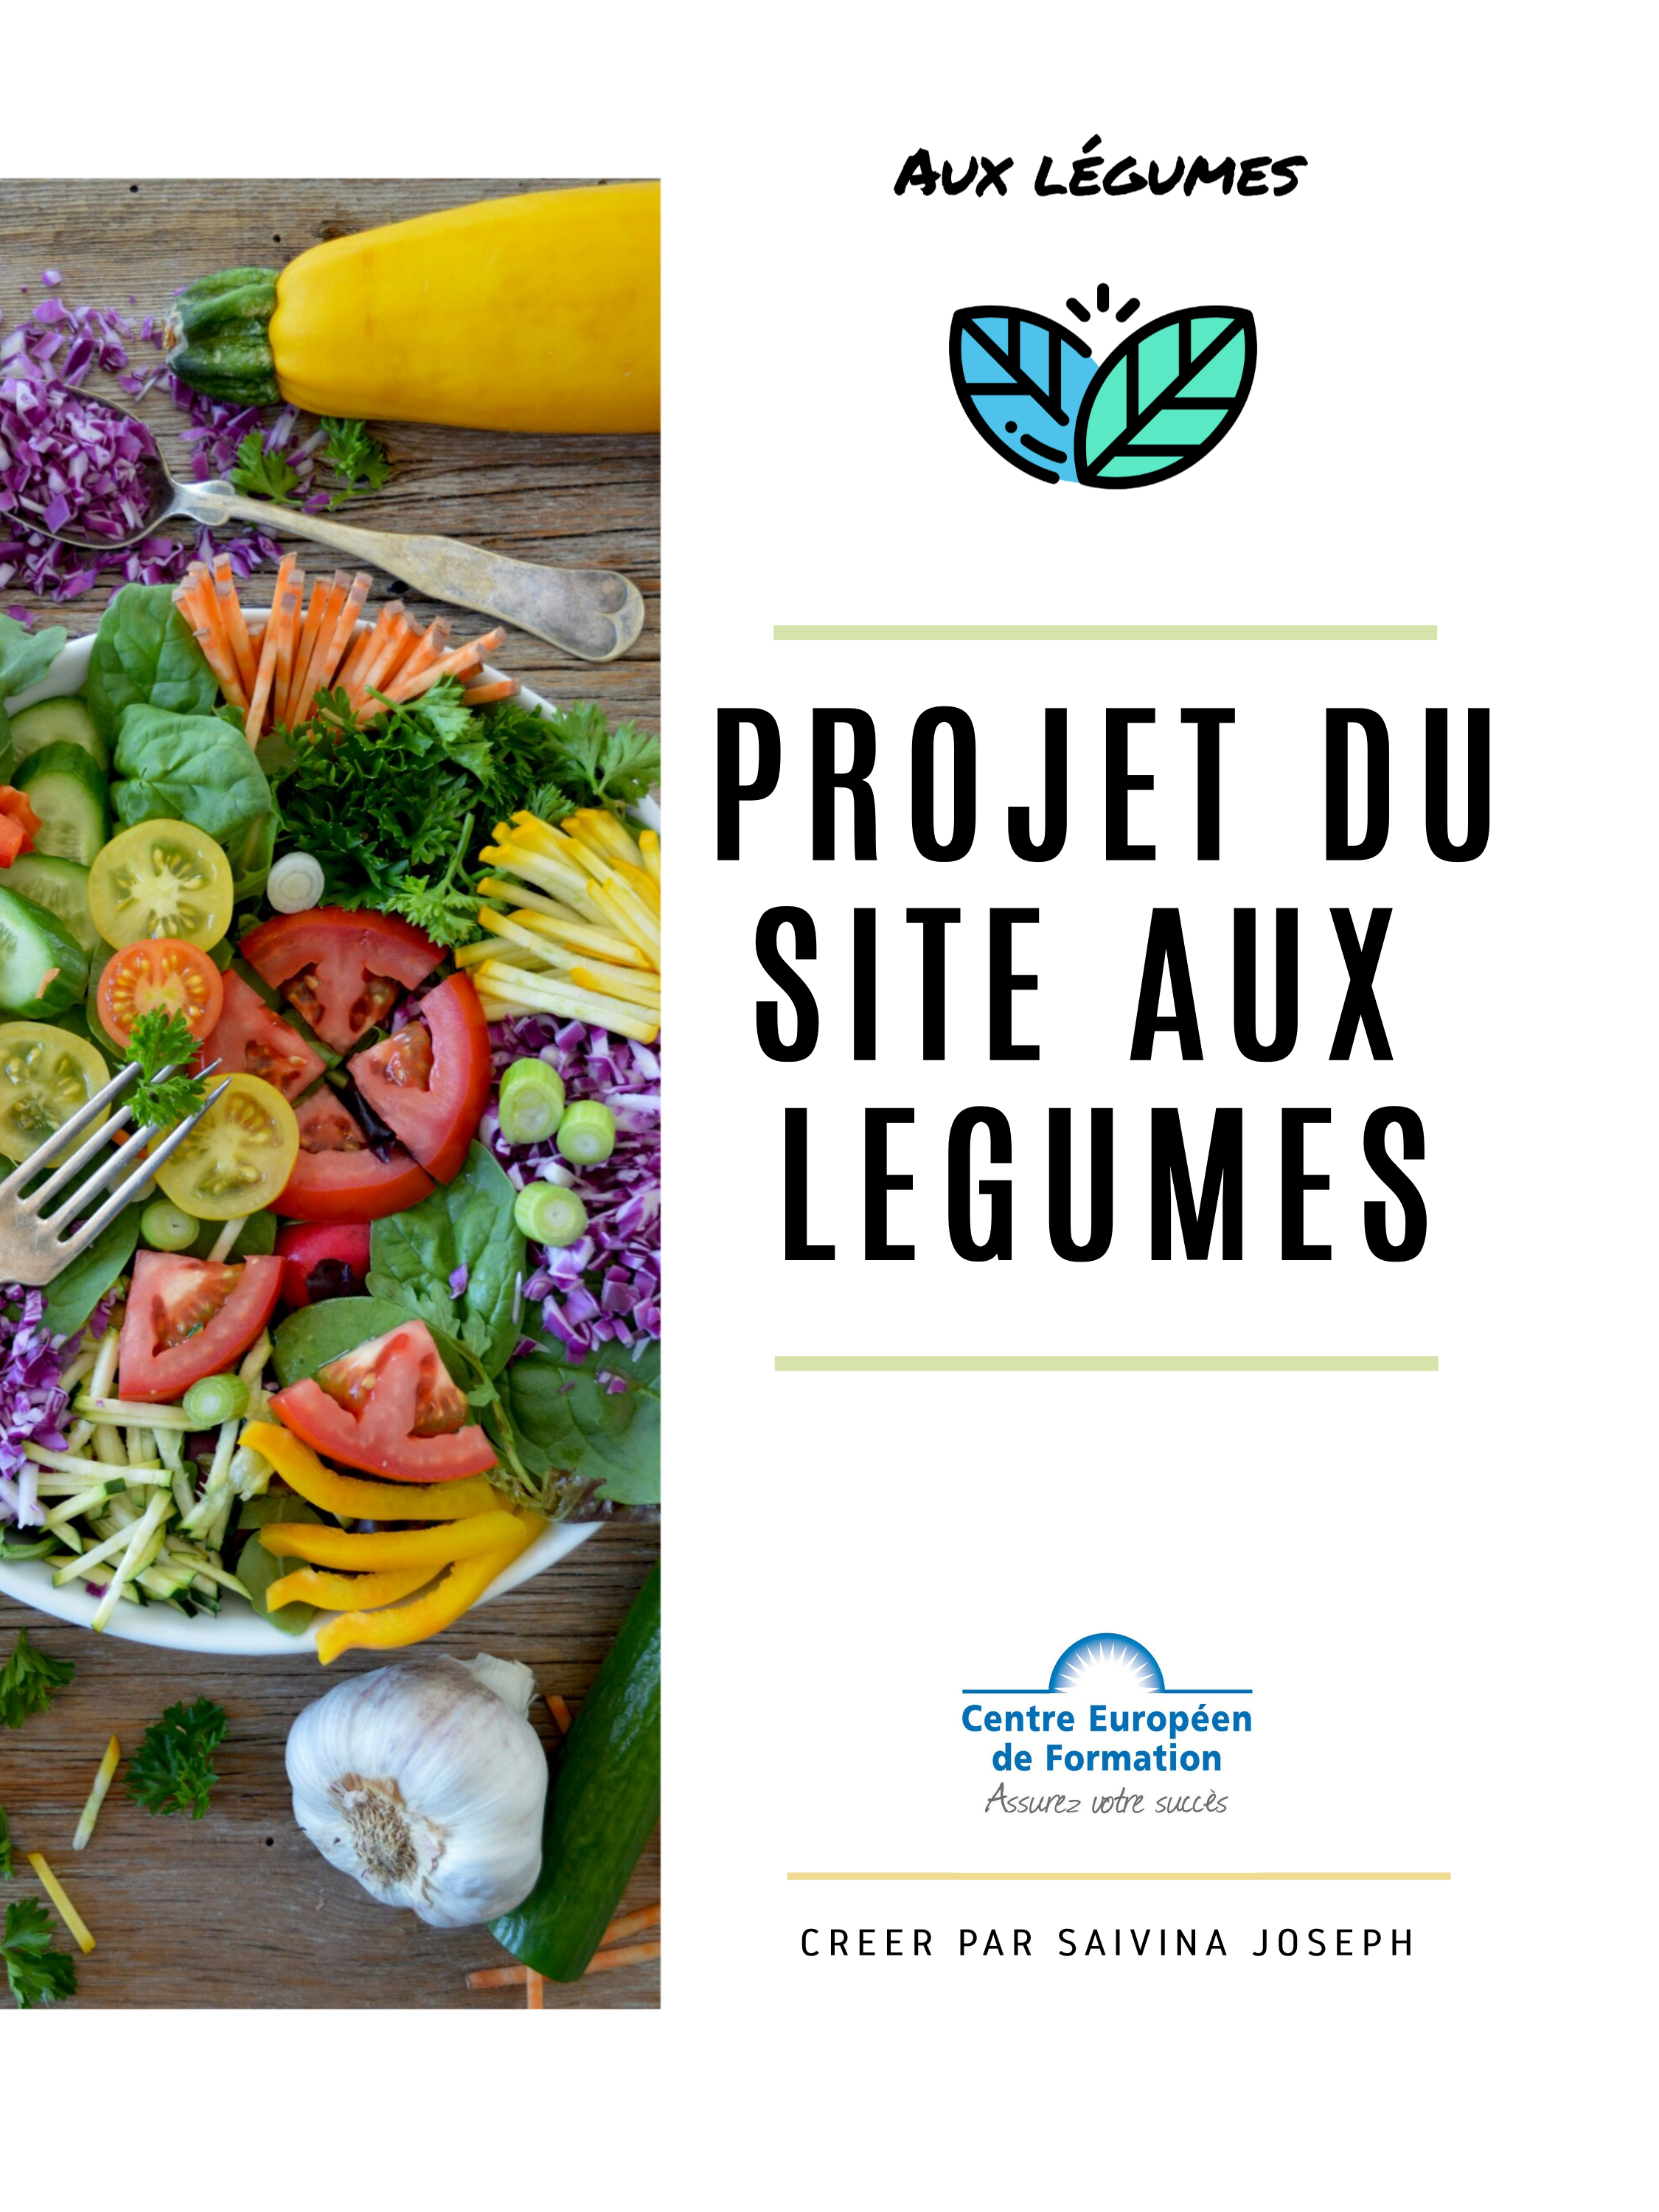 Aux légumes
PROJET DU
SITE AUX
LEGUMES
Centre Européen
de Formation
Assurez votre succès
CREER PAR SAIVINA JOSEPH